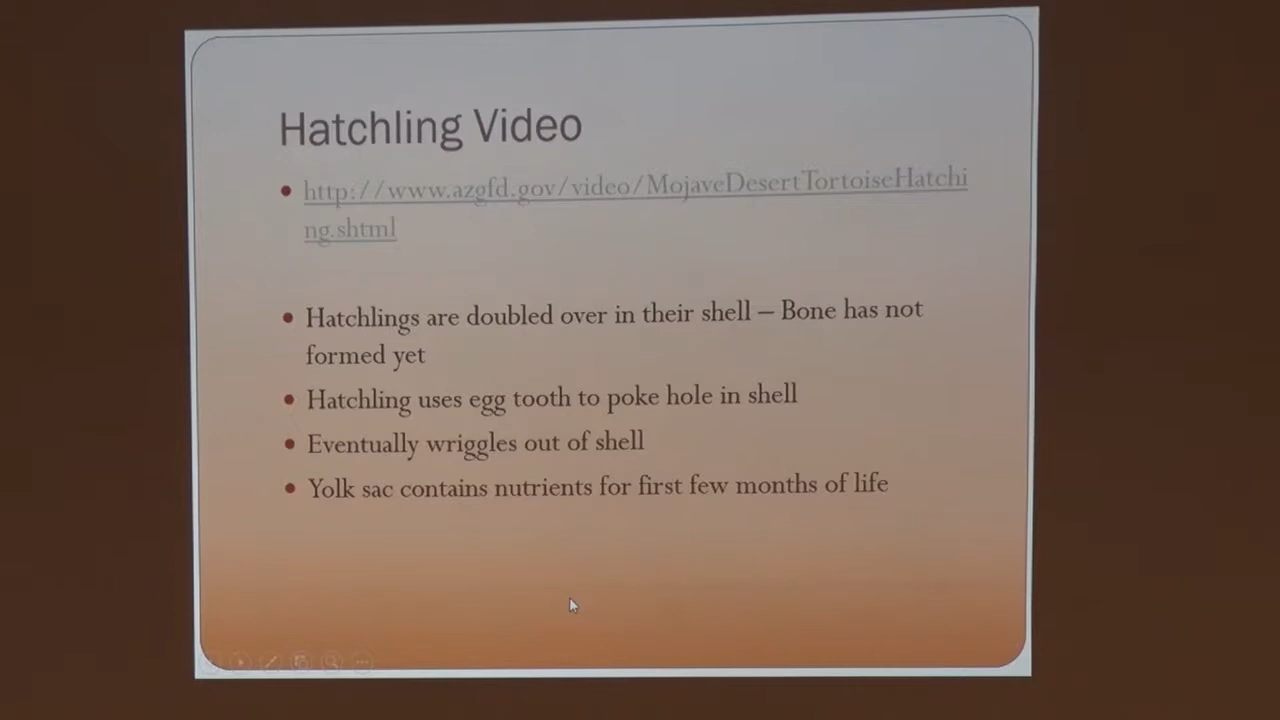 Hatchling Video
• http://www.azgfd.gov/video/MojaveDesertTortoiseHatchi
ng.shtml
• Hatchlings are doubled over in their shell – Bone has not
formed yet
• Hatchling uses egg tooth to poke hole in shell
• Eventually wriggles out of shell
• Yolk sac contains nutrients for first few months of life